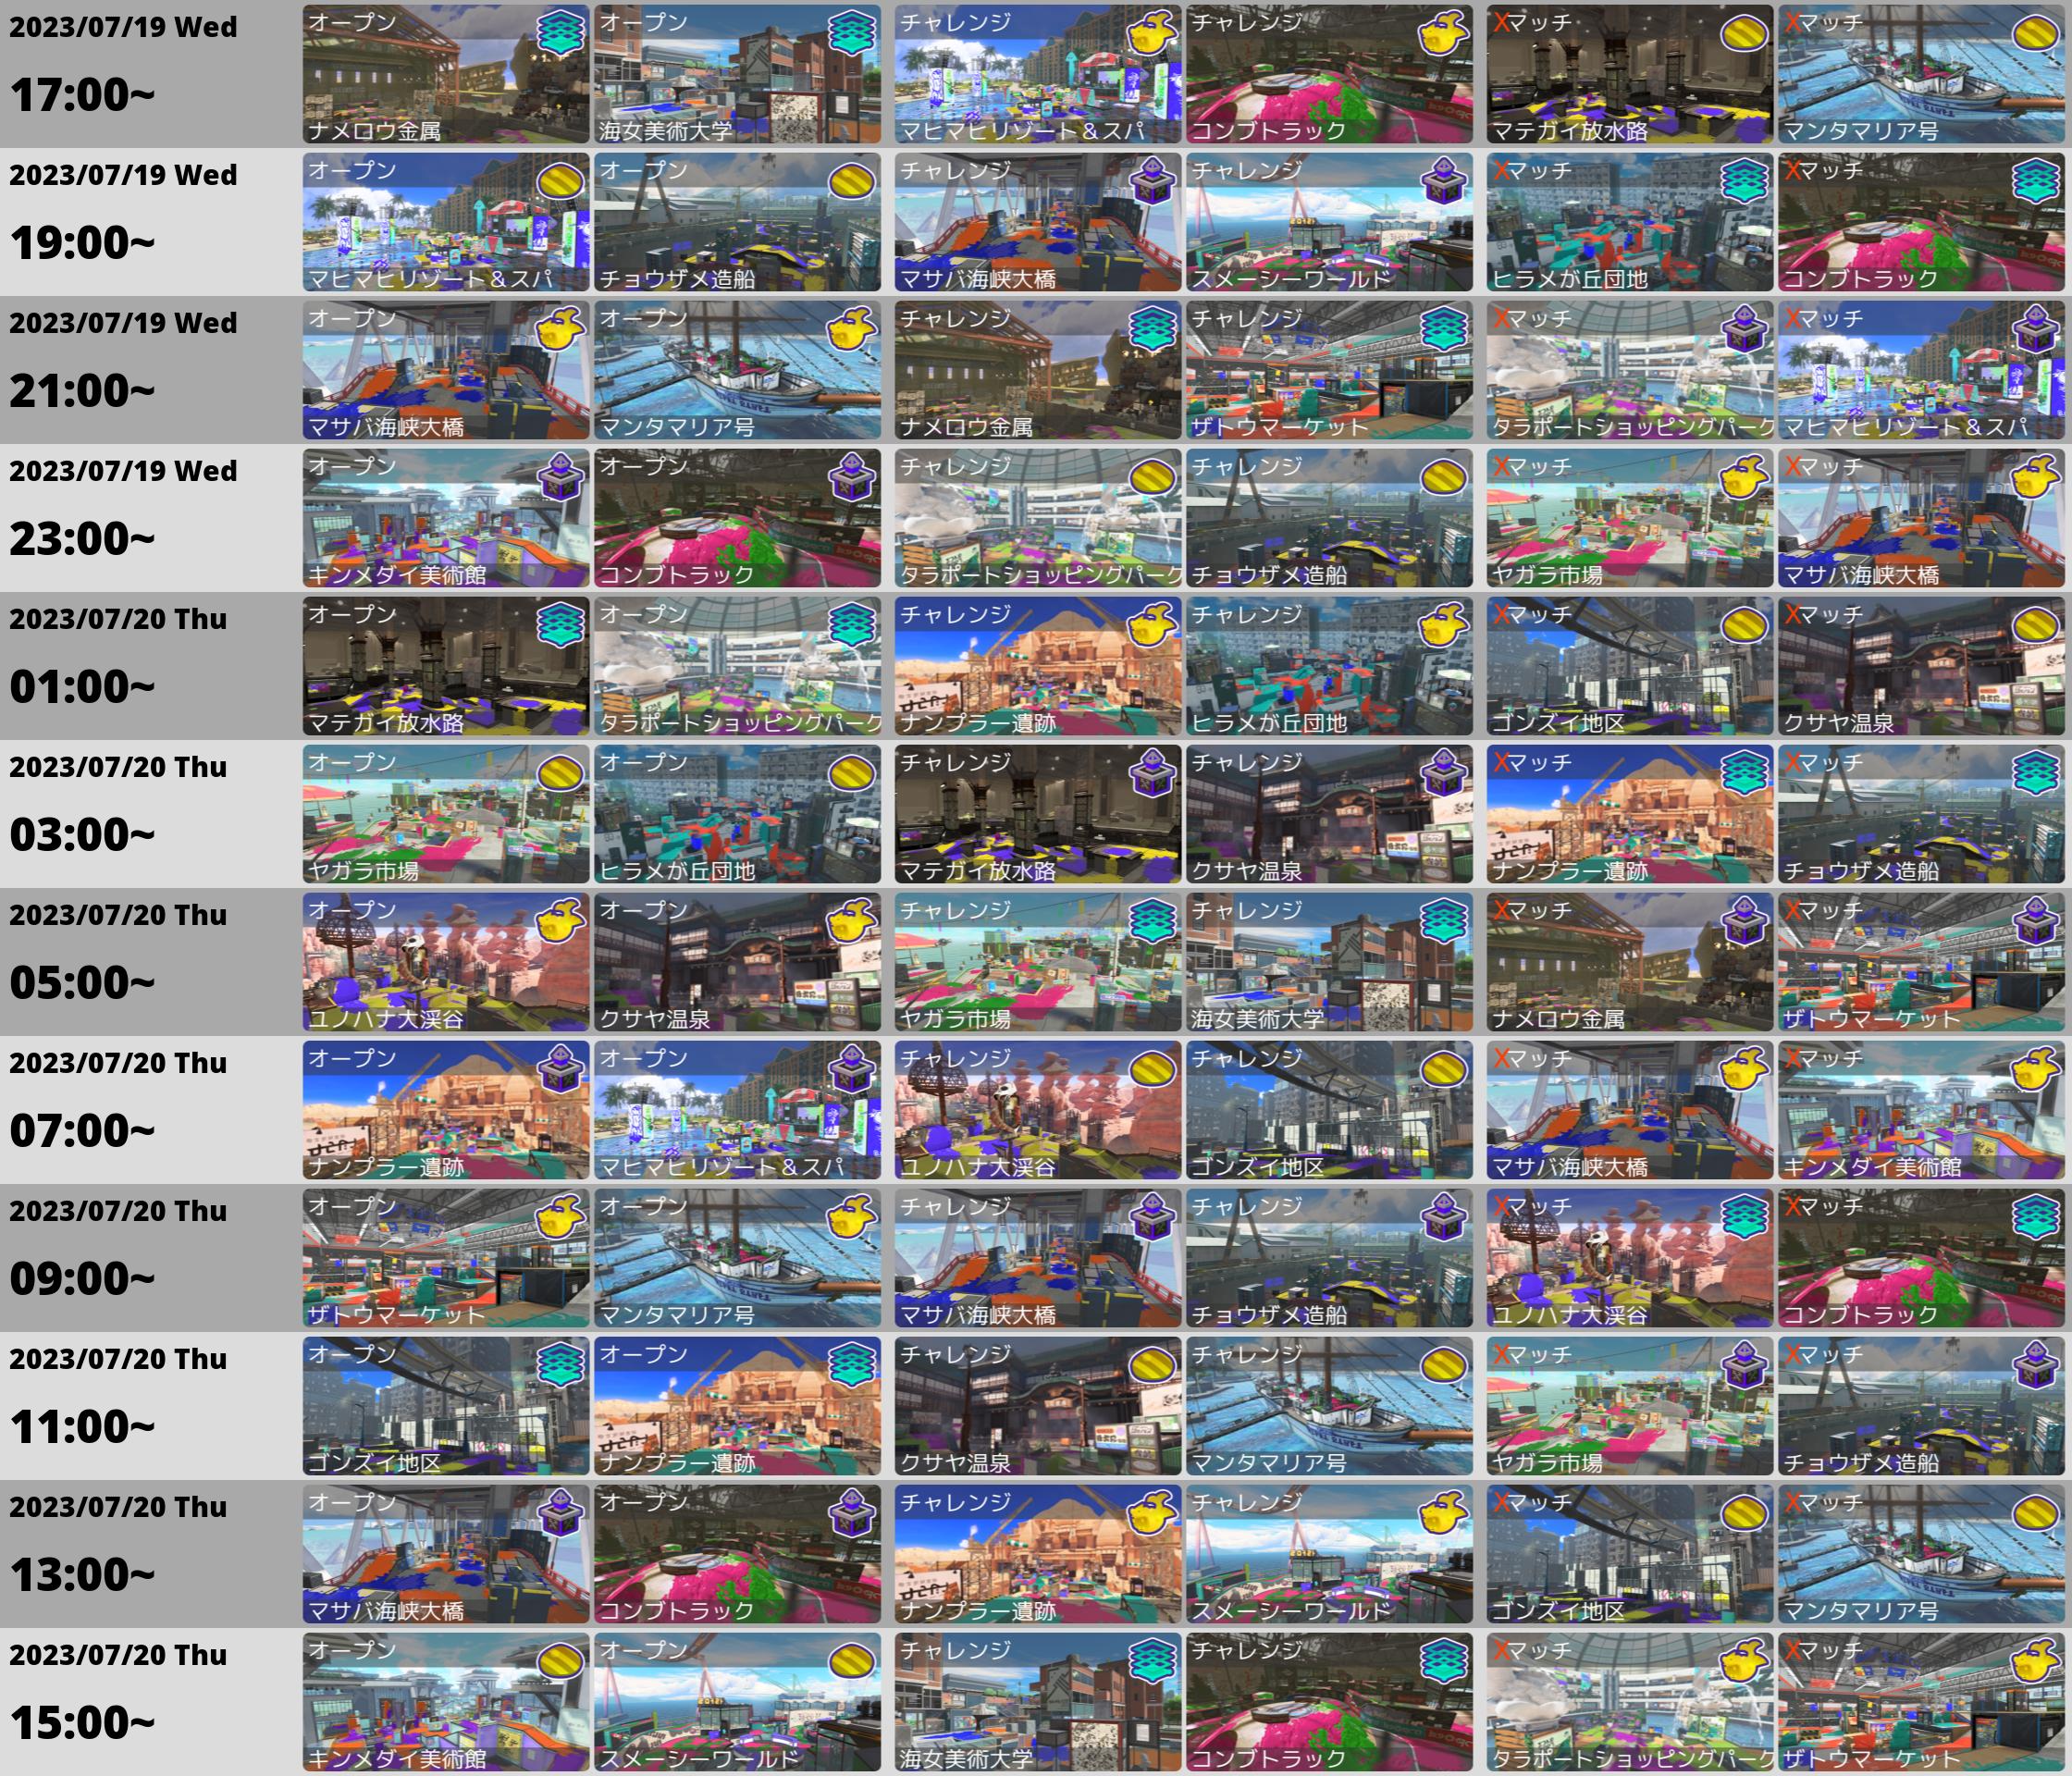 2023/07/19 Wed
17:00~
オープン オープン チャレンジ チャレンジ Xマッチ Xマッチ
ナメロウ金属 海女美術大学 マヒマヒリゾート＆スパ コンブトラック マテガイ放水路 マンタマリア号
2023/07/19 Wed
19:00~
オープン オープン チャレンジ チャレンジ Xマッチ Xマッチ
マヒマヒリゾート＆スパ チョウザメ造船 マサバ海峡大橋 スメーシーワールド ヒラメが丘団地 コンブトラック
2023/07/19 Wed
21:00~
オープン オープン チャレンジ チャレンジ Xマッチ Xマッチ
マサバ海峡大橋 マンタマリア号 ナメロウ金属 ザトウマーケット タラポートショッピングパーク マヒマヒリゾート＆スパ
2023/07/19 Wed
23:00~
オープン オープン チャレンジ チャレンジ Xマッチ Xマッチ
キンメダイ美術館 コンブトラック タラポートショッピングパーク チョウザメ造船 ヤガラ市場 マサバ海峡大橋
2023/07/20 Thu
01:00~
オープン オープン チャレンジ チャレンジ Xマッチ Xマッチ
マテガイ放水路 タラポートショッピングパーク ナンプラー遺跡 ヒラメが丘団地 ゴンズイ地区 クサヤ温泉
2023/07/20 Thu
03:00~
オープン オープン チャレンジ チャレンジ Xマッチ Xマッチ
ヤガラ市場 ヒラメが丘団地 マテガイ放水路 クサヤ温泉 ナンプラー遺跡 チョウザメ造船
2023/07/20 Thu
05:00~
オープン オープン チャレンジ チャレンジ Xマッチ Xマッチ
ユノハナ大渓谷 クサヤ温泉 ヤガラ市場 海女美術大学 ナメロウ金属 ザトウマーケット
2023/07/20 Thu
07:00~
オープン オープン チャレンジ チャレンジ Xマッチ Xマッチ
ナンプラー遺跡 マヒマヒリゾート＆スパ ユノハナ大渓谷 ゴンズイ地区 マサバ海峡大橋 キンメダイ美術館
2023/07/20 Thu
09:00~
オープン オープン チャレンジ チャレンジ Xマッチ Xマッチ
ザトウマーケット マンタマリア号 マサバ海峡大橋 チョウザメ造船 ユノハナ大渓谷 コンブトラック
2023/07/20 Thu
11:00~
オープン オープン チャレンジ チャレンジ Xマッチ Xマッチ
ゴンズイ地区 ナンプラー遺跡 クサヤ温泉 マンタマリア号 ヤガラ市場 チョウザメ造船
2023/07/20 Thu
13:00~
オープン オープン チャレンジ チャレンジ Xマッチ Xマッチ
マサバ海峡大橋 コンブトラック ナンプラー遺跡 スメーシーワールド ゴンズイ地区 マンタマリア号
2023/07/20 Thu
15:00~
オープン オープン チャレンジ チャレンジ Xマッチ Xマッチ
キンメダイ美術館 スメーシーワールド 海女美術大学 コンブトラック タラポートショッピングパーク ザトウマーケット